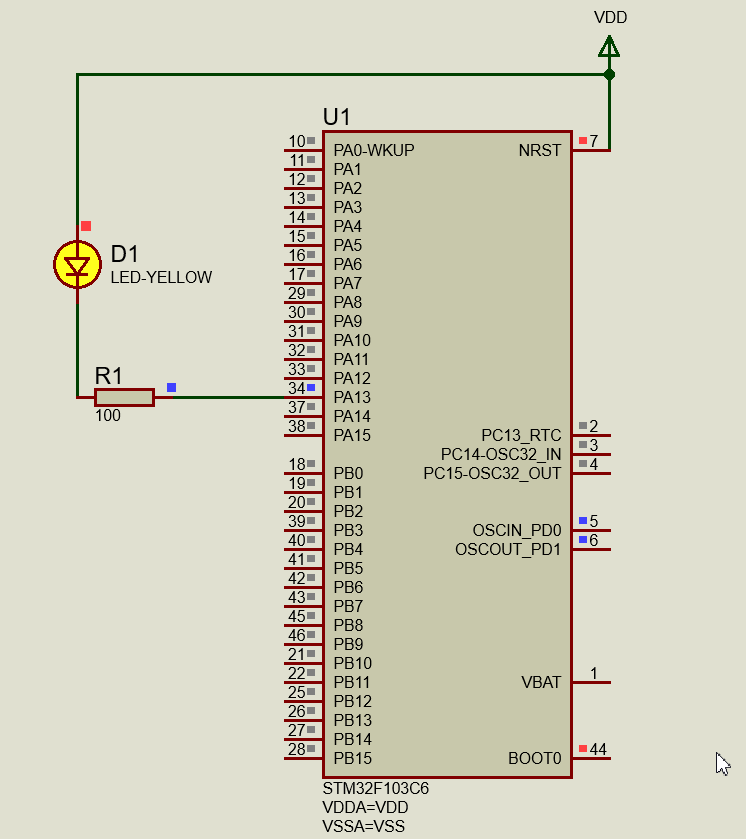 VDD
U1
10 PA0-WKUP NRST 7
11 PA1
12 PA2
13 PA3
14 PA4
15 PA5
16 PA6
17 PA7
29 PA8
30 PA9
31 PA10
32 PA11
33 PA12
34 PA13
37 PA14
38 PA15 PC13_RTC 2
PC14-OSC32_IN 3
18 PB0 PC15-OSC32_OUT 4
19 PB1
20 PB2
39 PB3 OSCIN_PD0 5
40 PB4 OSCOUT_PD1 6
41 PB5
42 PB6
43 PB7
45 PB8
46 PB9
21 PB10
22 PB11 VBAT 1
25 PB12
26 PB13
27 PB14
28 PB15 BOOT0 44
STM32F103C6
VDDA=VDD
VSSA=VSS
D1
LED-YELLOW
R1
100